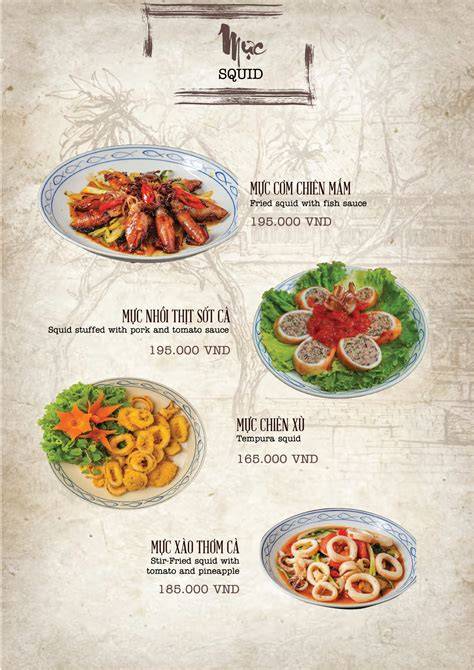 Mực
SQUID
MỰC CƠM CHIÊN MẮM
Fried squid with fish sauce
195.000 VND
MỰC NHỒI THỊT SỐT CÀ
Squid stuffed with pork and tomato sauce
195.000 VND
MỰC CHIÊN XÙ
Tempura squid
165.000 VND
MỰC XÀO THƠM CÀ
Stir-Fried squid with
tomato and pineapple
185.000 VND